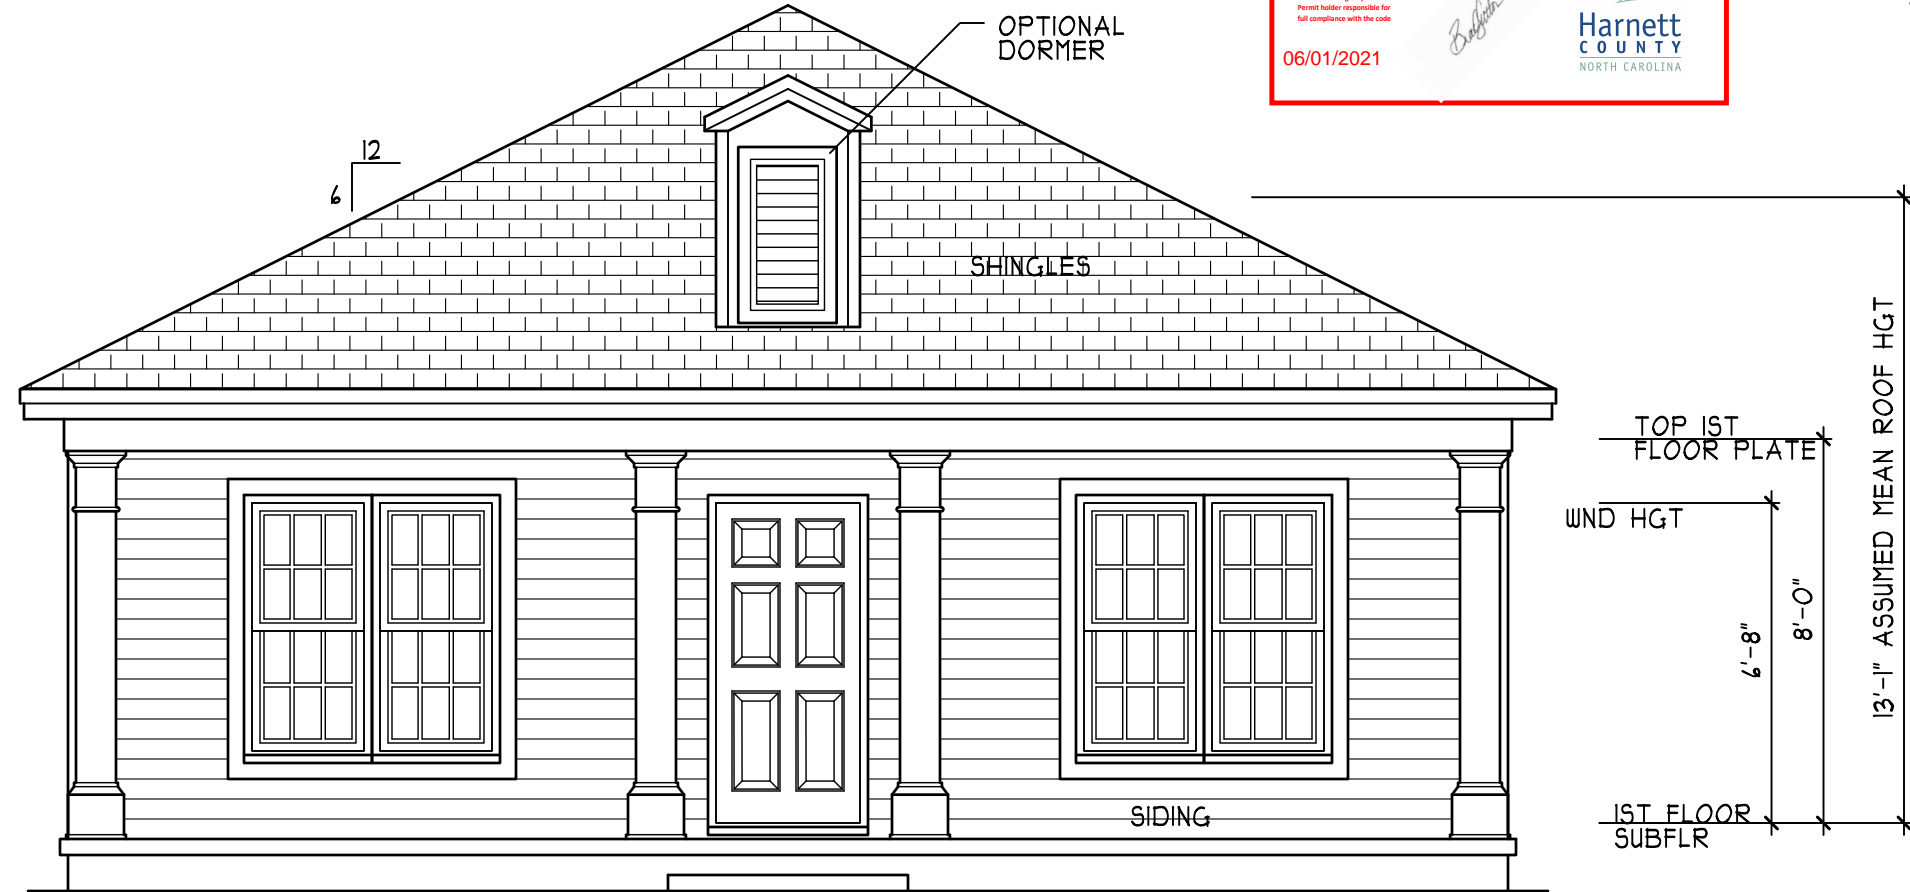 OPTIONAL
DORMER
Permit holder responsible for
full compliance with the code
06/01/2021
Harnett
COUNTY
NORTH CAROLINA
12
6
SHINGLES
TOP 1ST
FLOOR PLATE
WND HGT
6'-8"
8'-0"
13'-1" ASSUMED MEAN ROOF HGT
SIDING
1ST FLOOR
SUBFLR